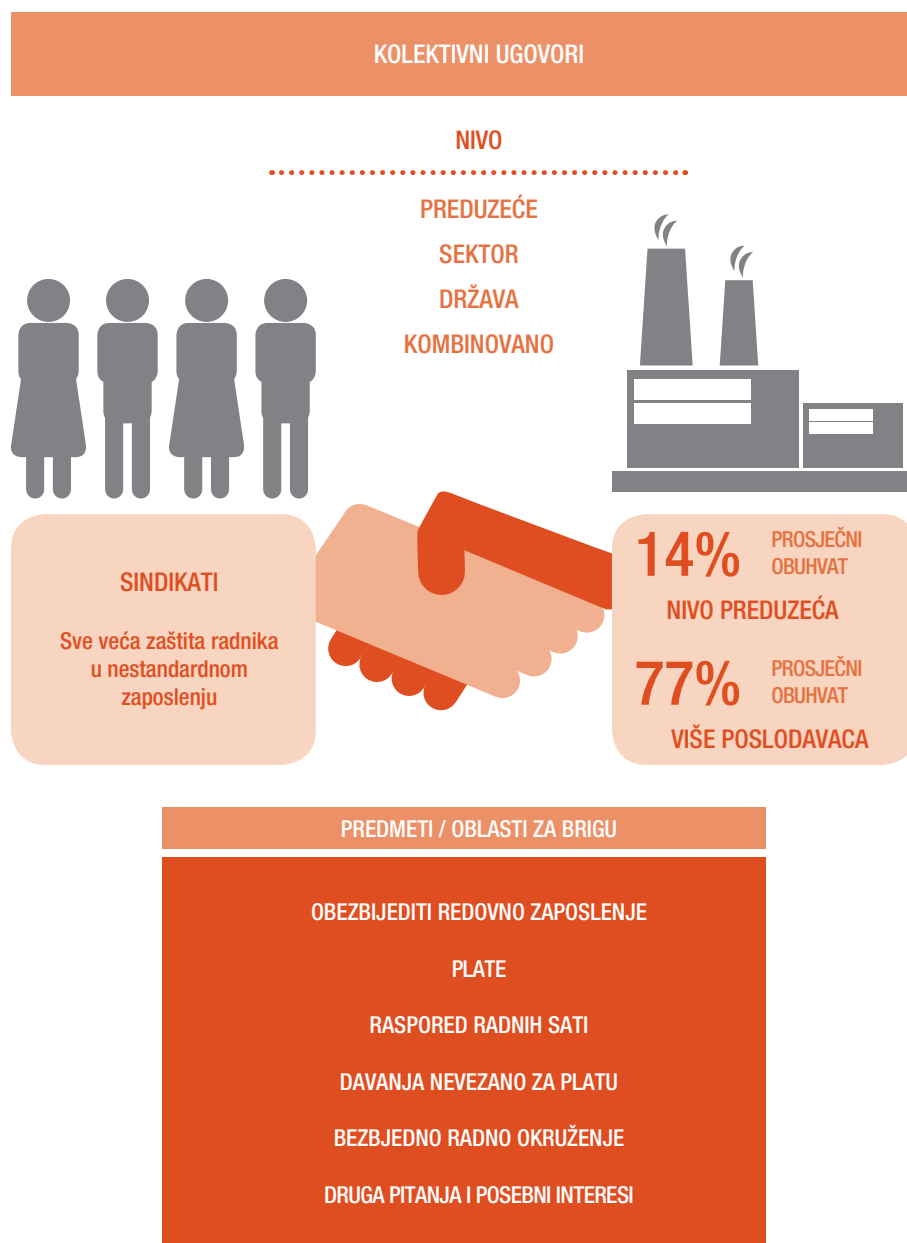 KOLEKTIVNI UGOVORI
NIVO
PREDUZEĆE
SEKTOR
DRŽAVA
KOMBINOVANO
SINDIKATI
Sve veća zaštita radnika
u nestandardnom
zaposlenju
14% PROSJEČNI
OBUHVAT
NIVO PREDUZEĆA
77% PROSJEČNI
OBUHVAT
VIŠE POSLODAVACA
PREDMETI / OBLASTI ZA BRIGU
OBEZBIJEDITI REDOVNO ZAPOSLENJE
PLATE
RASPORED RADNIH SATI
DAVANJA NEVEZANO ZA PLATU
BEZBJEDNO RADNO OKRUŽENJE
DRUGA PITANJA I POSEBNI INTERESI